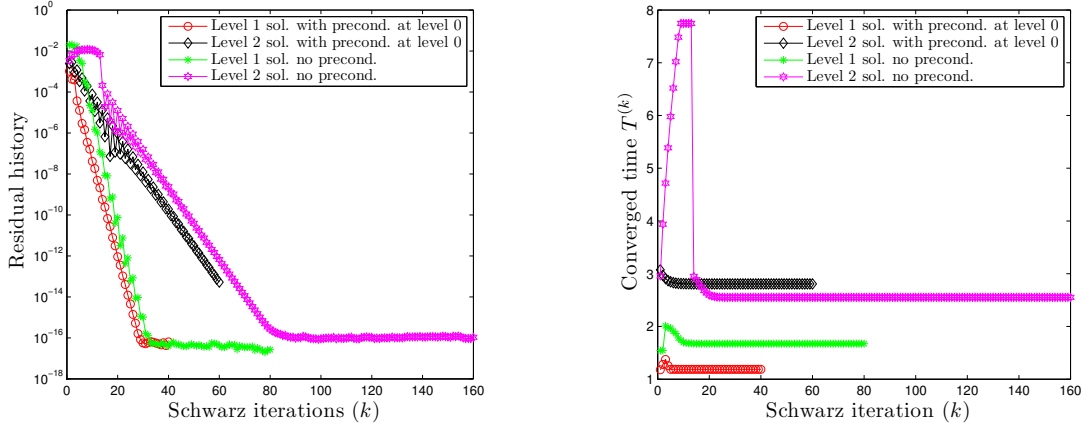 Level 1 sol. with precond. at level 0
Level 2 sol. with precond. at level 0
Level 1 sol. no precond.
Level 2 sol. no precond.
Residual history
10^0
10^{-2}
10^{-4}
10^{-6}
10^{-8}
10^{-10}
10^{-12}
10^{-14}
10^{-16}
10^{-18}
0 20 40 60 80 100 120 140 160
Schwarz iterations (k)
Level 1 sol. with precond. at level 0
Level 2 sol. with precond. at level 0
Level 1 sol. no precond.
Level 2 sol. no precond.
Converged time T^{(k)}
8
7
6
5
4
3
2
1
0 20 40 60 80 100 120 140 160
Schwarz iteration (k)